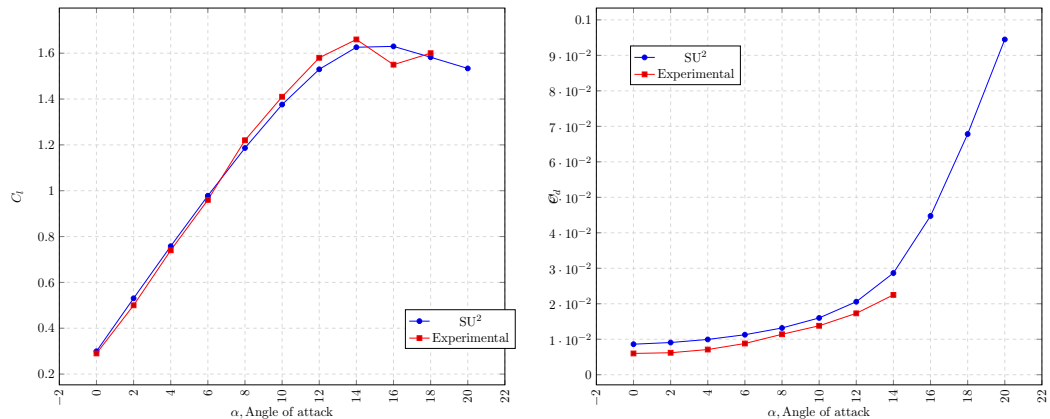 1.6
1.4
1.2
1
0.8
0.6
0.4
0.2
C_l
SU²
Experimental
−2 0 2 4 6 8 10 12 14 16 18 20 22
α, Angle of attack
0.1
9 · 10⁻²
8 · 10⁻²
7 · 10⁻²
6 · 10⁻²
5 · 10⁻²
4 · 10⁻²
3 · 10⁻²
2 · 10⁻²
1 · 10⁻²
0
C_d
SU²
Experimental
−2 0 2 4 6 8 10 12 14 16 18 20 22
α, Angle of attack